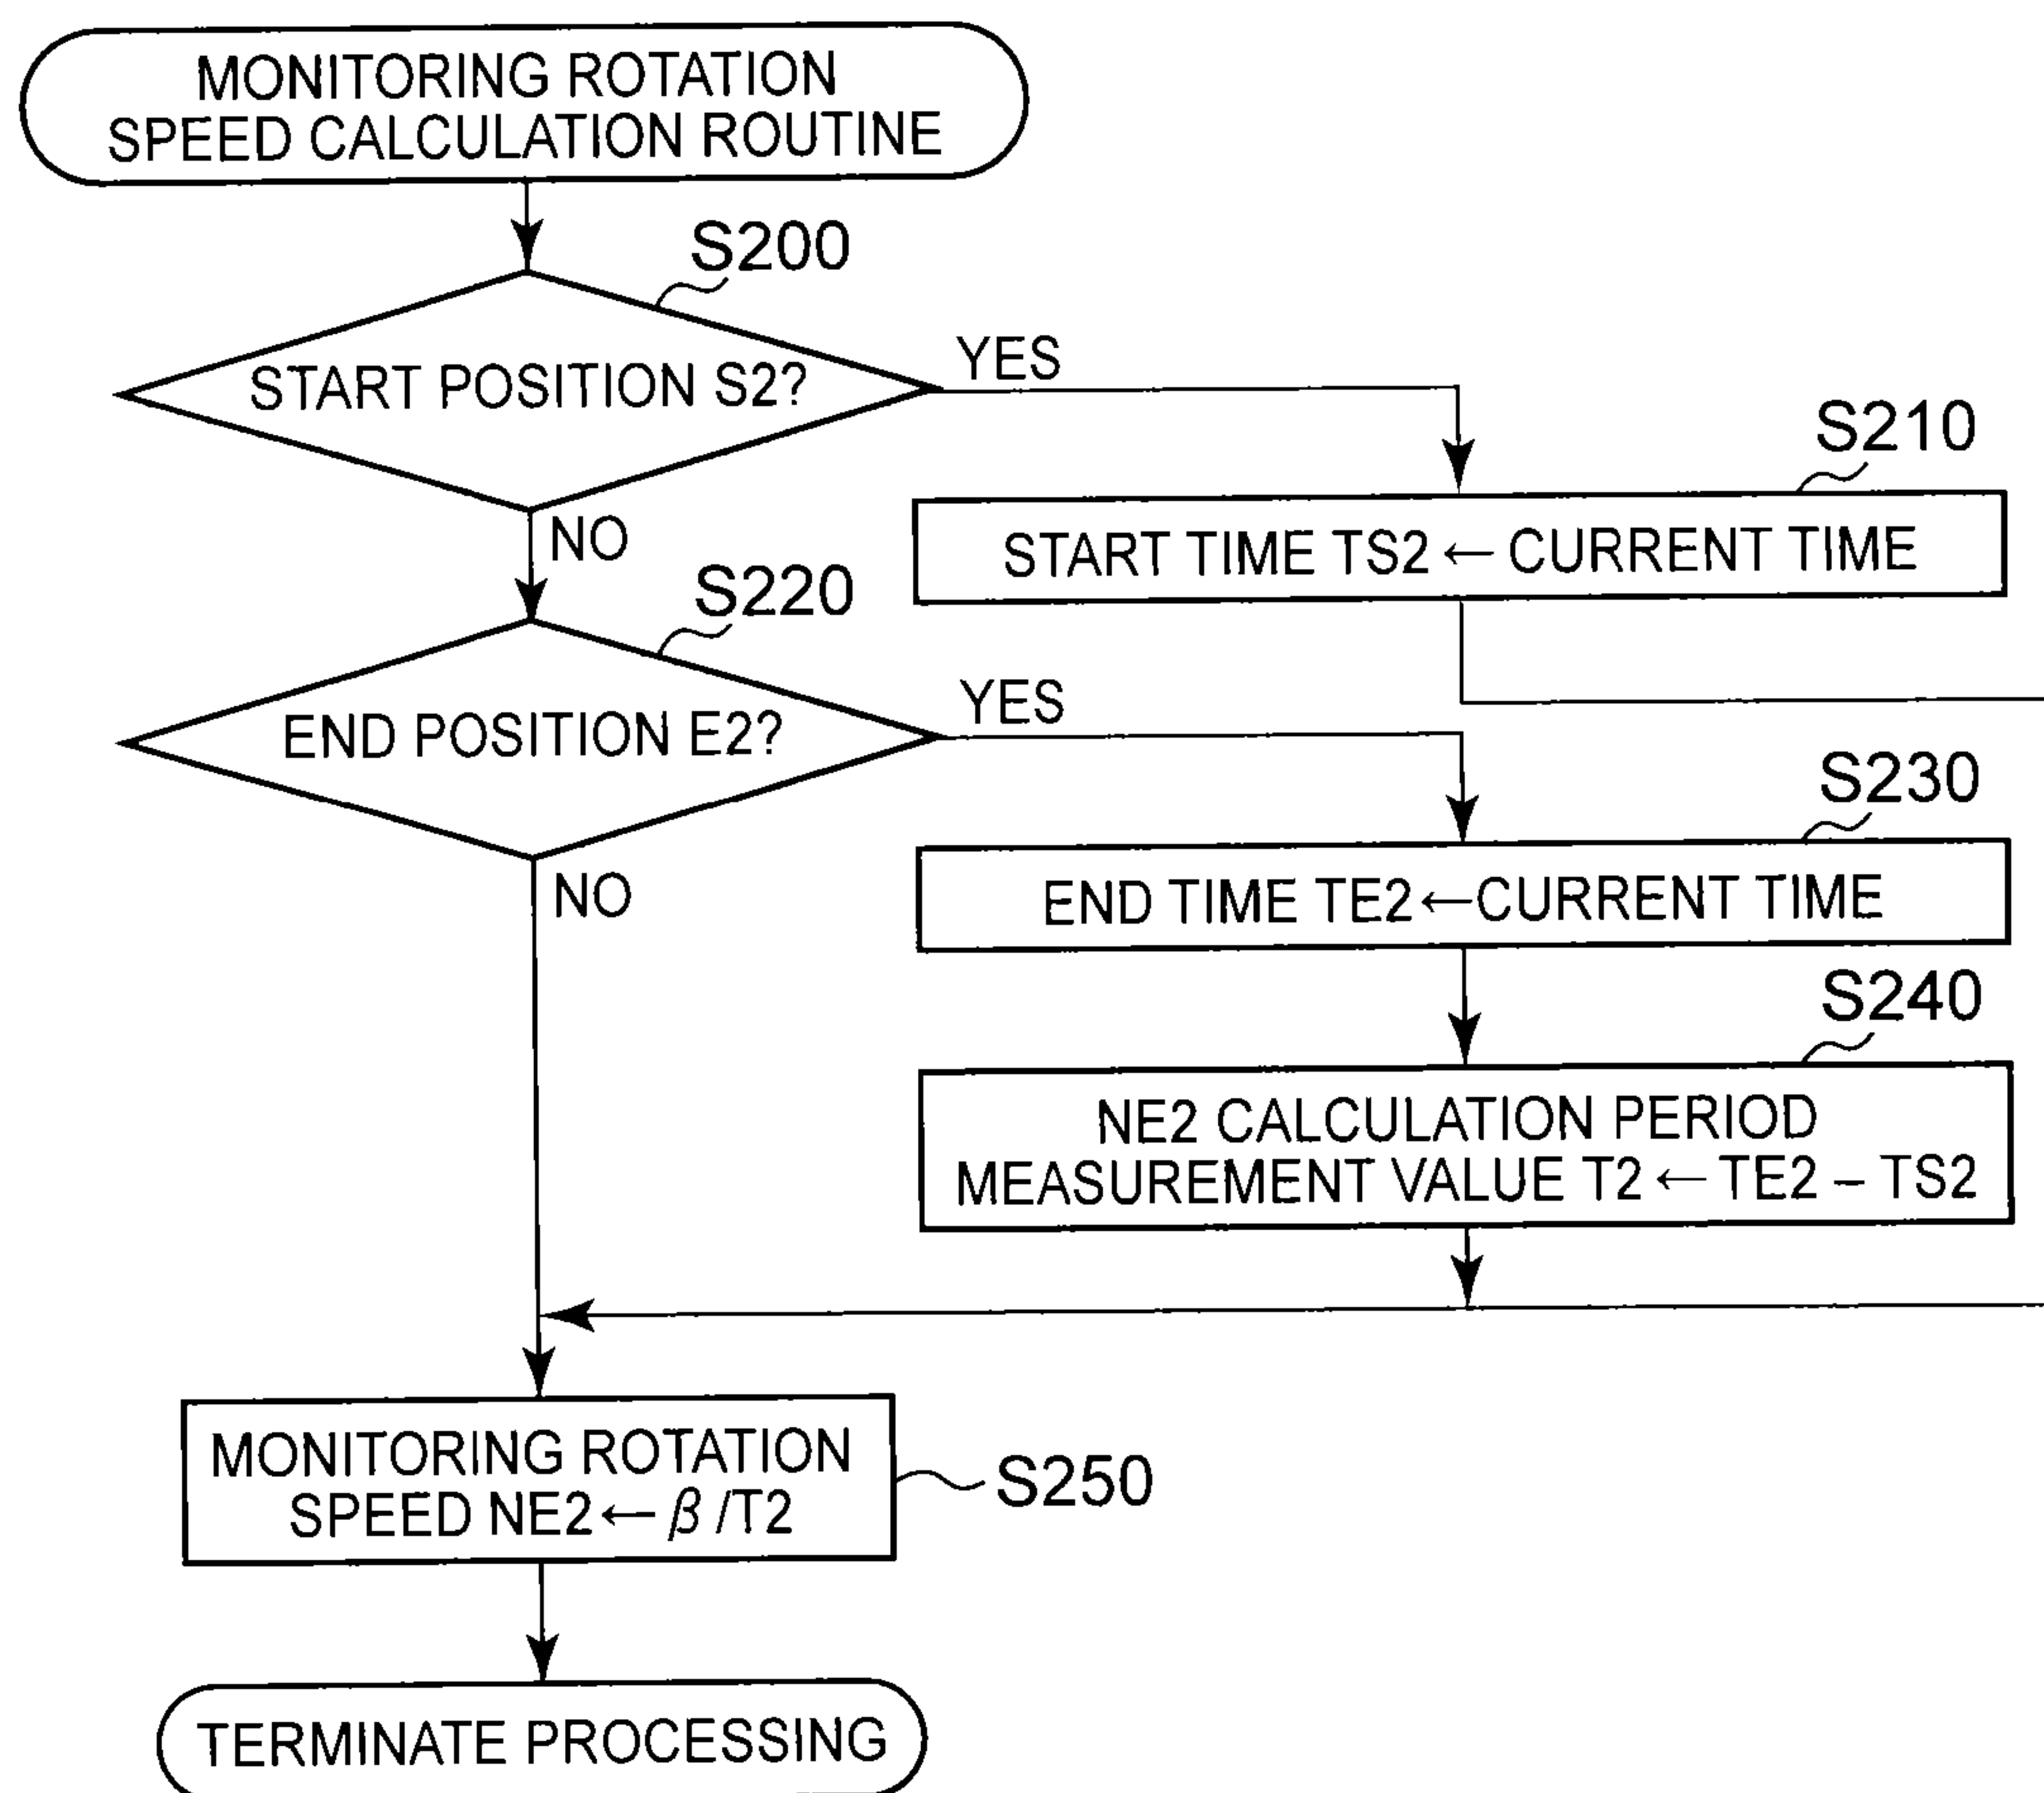 MONITORING ROTATION
SPEED CALCULATION ROUTINE
S200
START POSITION S2?
YES
S210
START TIME TS2 ← CURRENT TIME
NO
S220
END POSITION E2?
YES
S230
END TIME TE2 ← CURRENT TIME
NO
S240
NE2 CALCULATION PERIOD
MEASUREMENT VALUE T2 ← TE2 – TS2
MONITORING ROTATION
SPEED NE2 ← β /T2
S250
TERMINATE PROCESSING